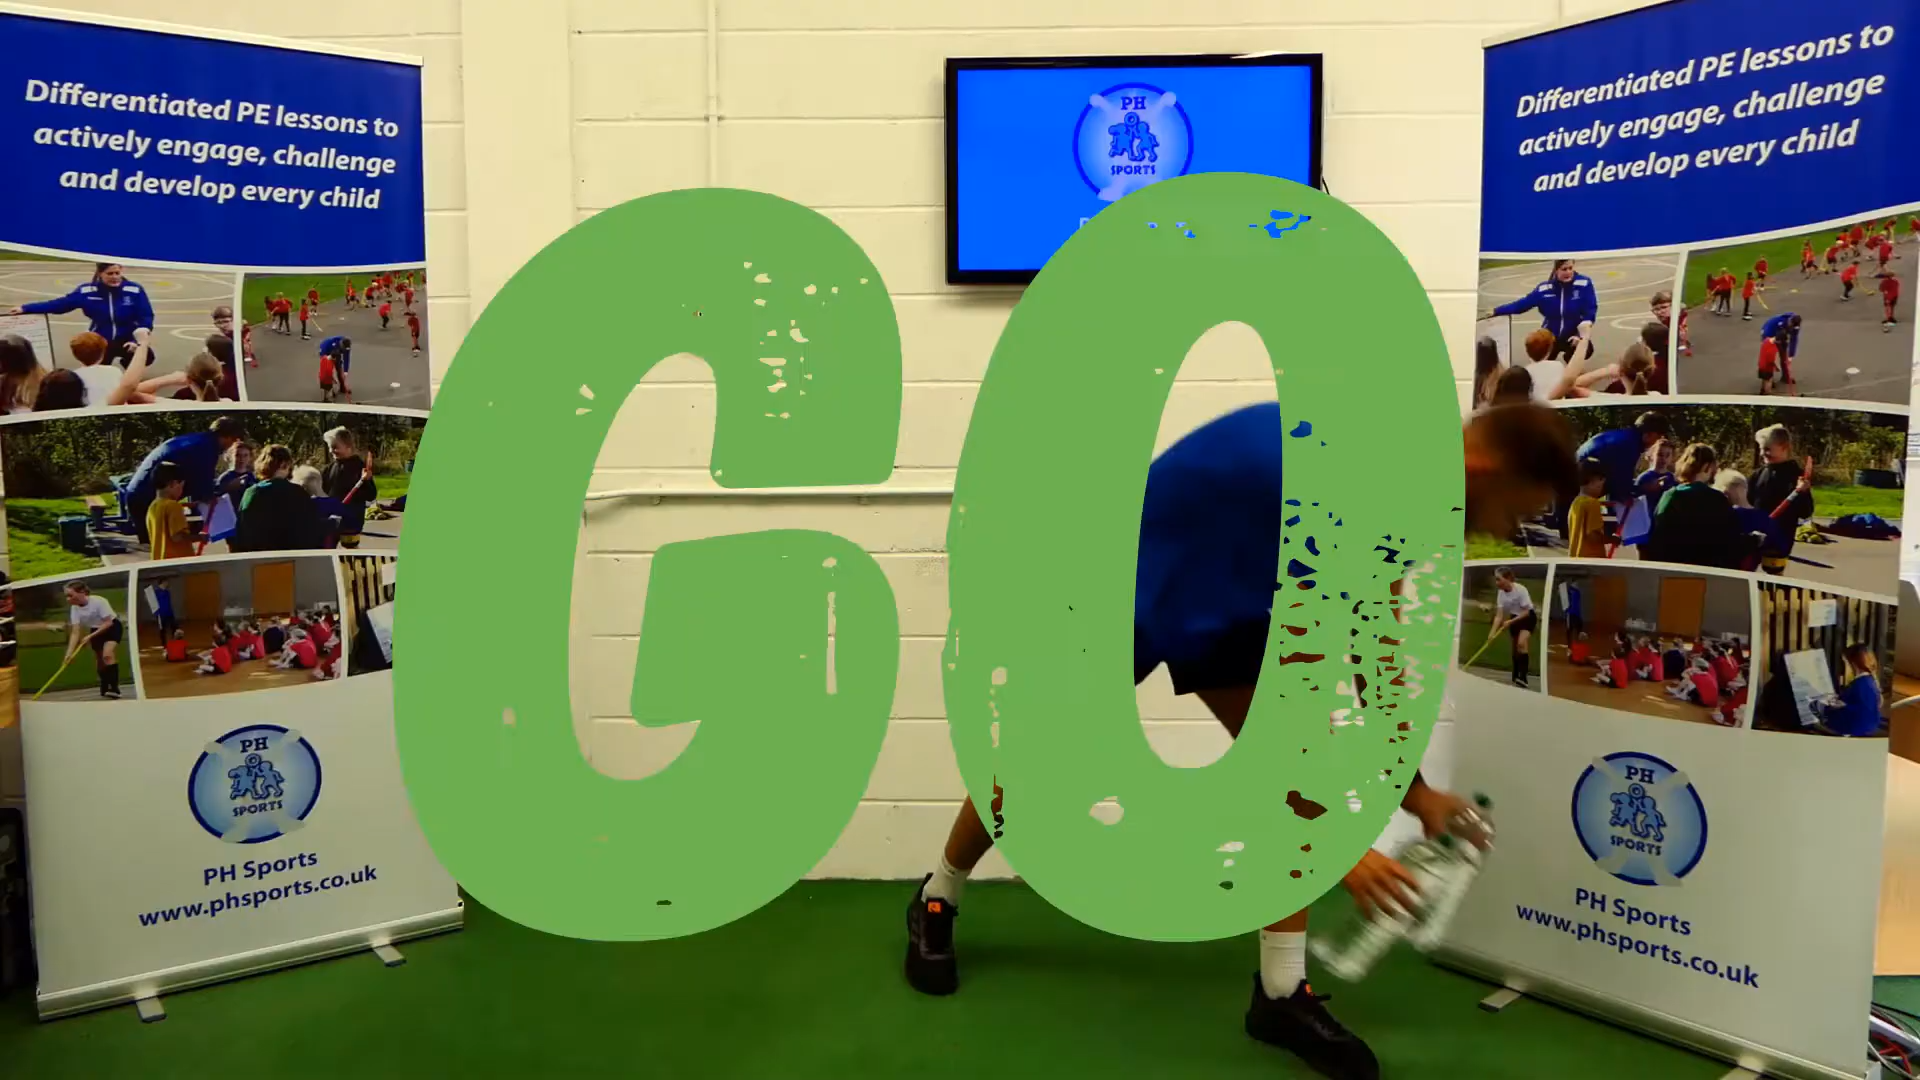 Differentiated PE lessons to
actively engage, challenge
and develop every child
PH
SPORTS
PH Sports
www.phsports.co.uk
PH
SPORTS
GO
Differentiated PE lessons to
actively engage, challenge
and develop every child
PH
SPORTS
PH Sports
www.phsports.co.uk